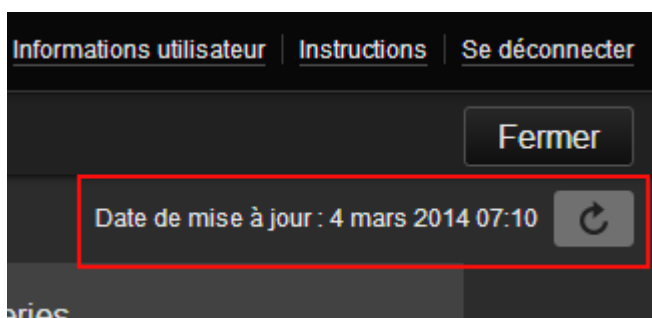 Informations utilisateur Instructions Se déconnecter
Fermer
Date de mise à jour : 4 mars 2014 07:10